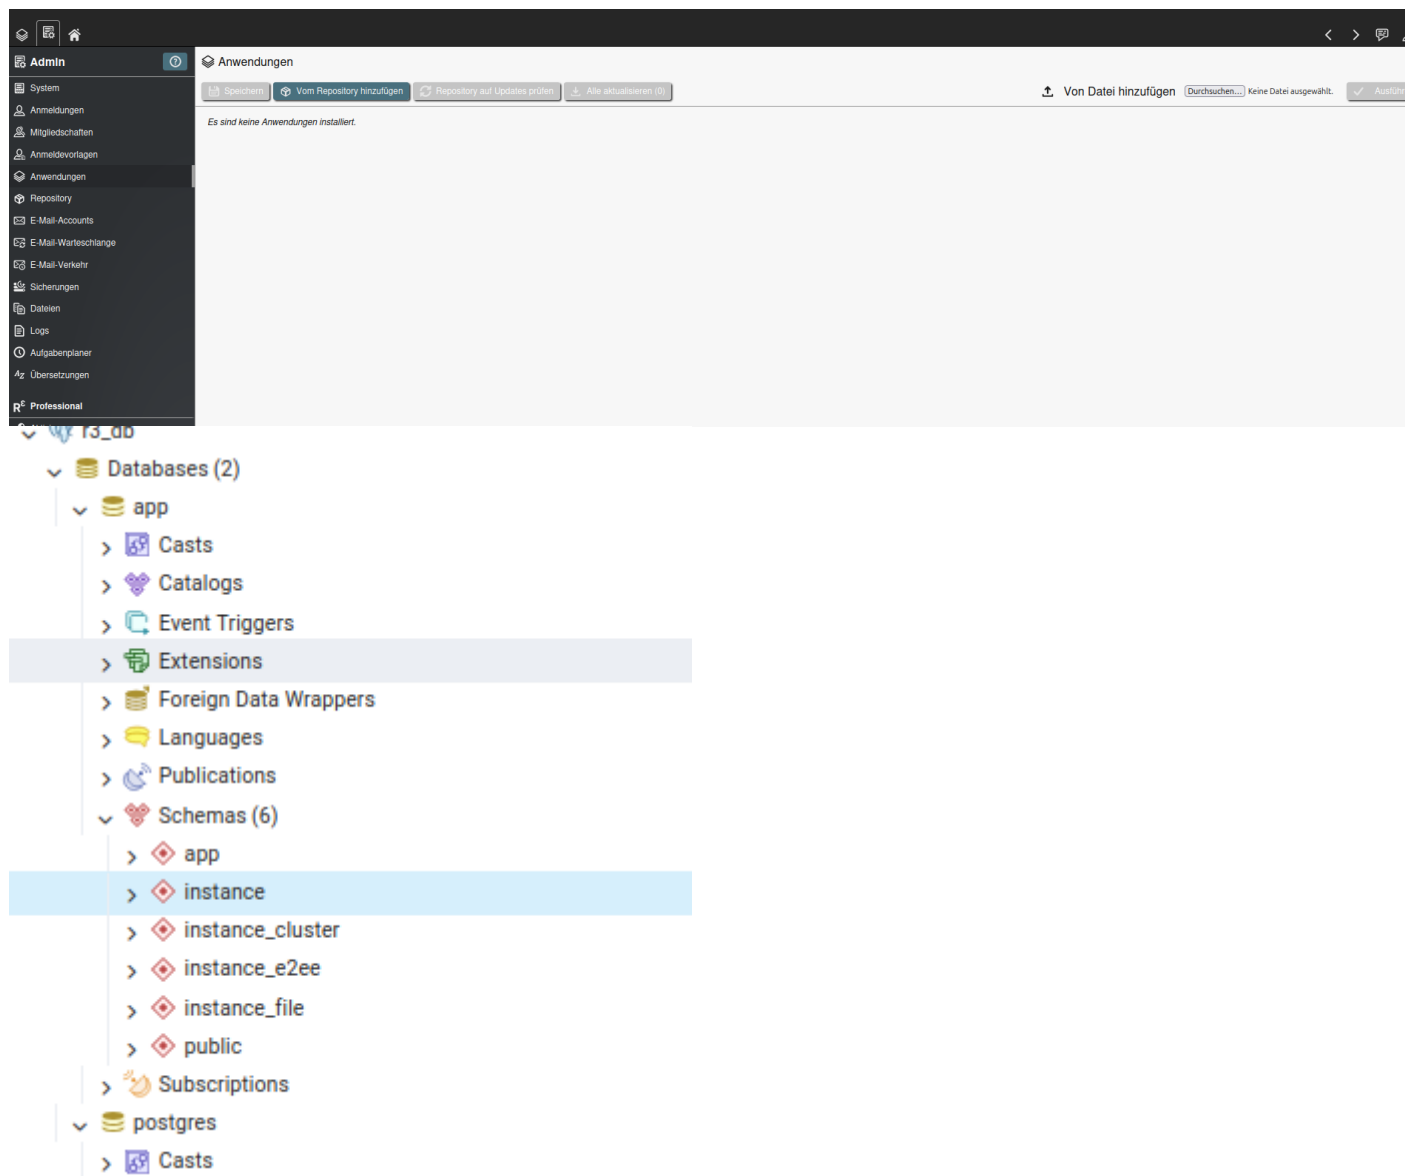 Admin
Anwendungen
System
Speichern Vom Repository hinzufügen Repository auf Updates prüfen Alle aktualisieren (0) Von Datei hinzufügen Durchsuchen... Keine Datei ausgewählt.
Anmeldungen
Es sind keine Anwendungen installiert.
Mitgliedschaften
Anmeldevorlagen
Anwendungen
Repository
E-Mail-Accounts
E-Mail-Warteschlange
E-Mail-Verkehr
Sicherungen
Dateien
Logs
Aufgabenplaner
Übersetzungen
Professional
r3_db
Databases (2)
app
Casts
Catalogs
Event Triggers
Extensions
Foreign Data Wrappers
Languages
Publications
Schemas (6)
app
instance
instance_cluster
instance_e2ee
instance_file
public
Subscriptions
postgres
Casts